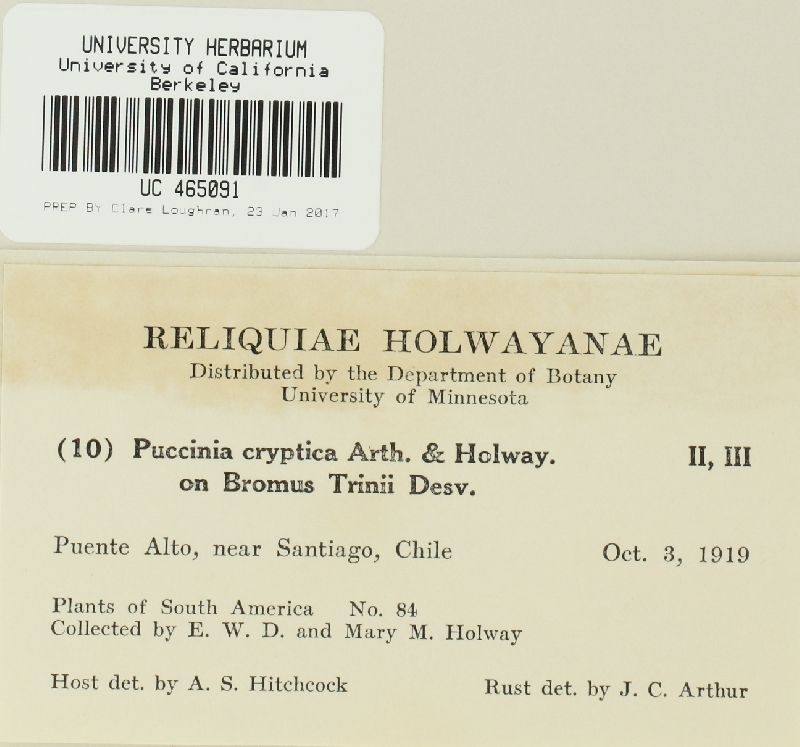 UNIVERSITY HERBARIUM
University of California
Berkeley
UC 465091
PREP BY Clare Loughran, 23 Jan 2017
RELIQUIAE HOLWAYANAE
Distributed by the Department of Botany
University of Minnesota
(10) Puccinia cryptica Arth. & Holway. II, III
on Bromus Trinii Desv.
Puente Alto, near Santiago, Chile Oct. 3, 1919
Plants of South America No. 84
Collected by E. W. D. and Mary M. Holway
Host det. by A. S. Hitchcock Rust det. by J. C. Arthur